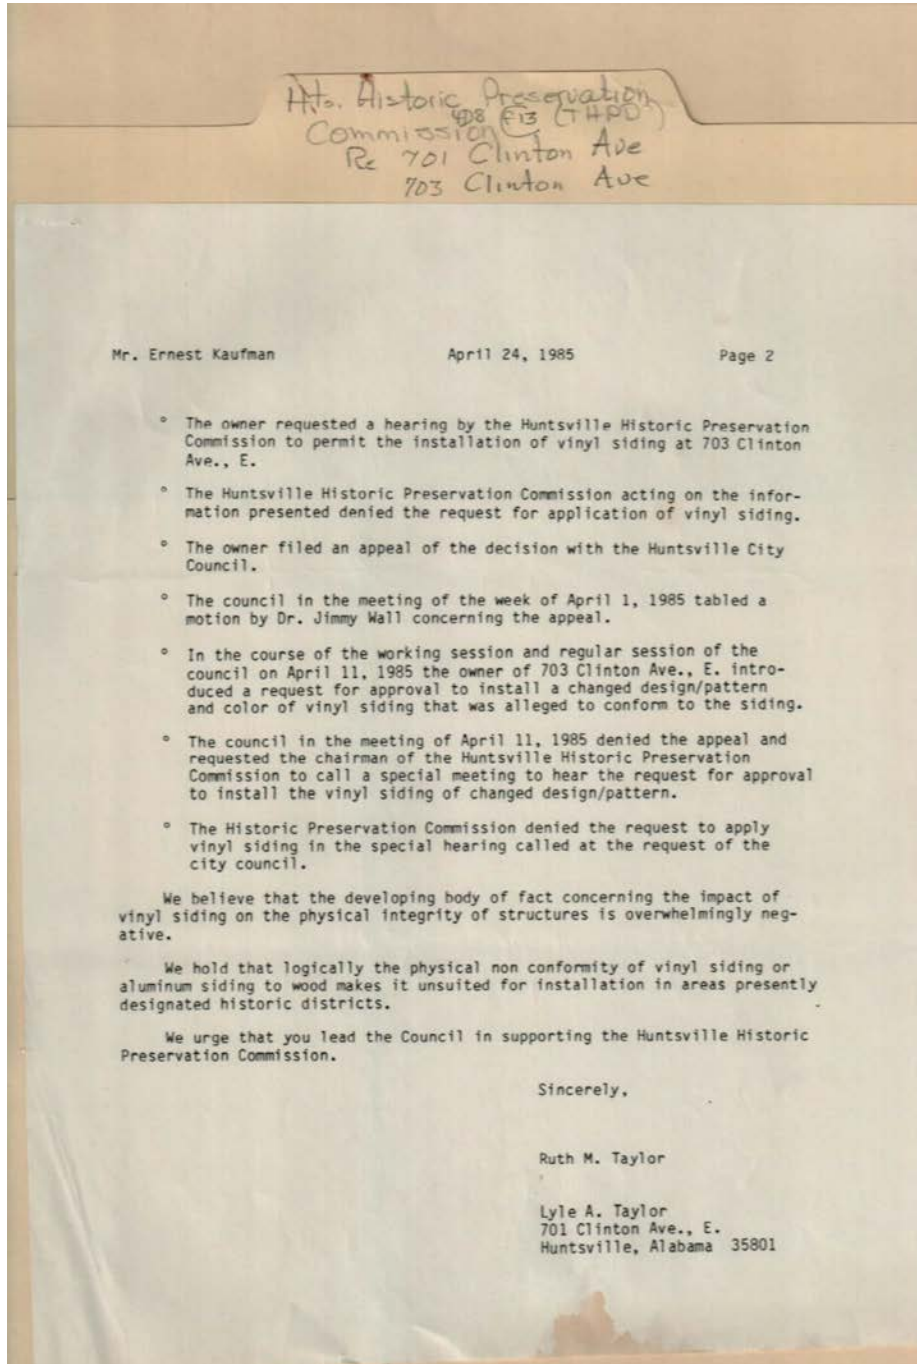 Hts. Historic Preservation
408 F13 (THPD)
Commission
Re 701 Clinton Ave
703 Clinton Ave
Mr. Ernest Kaufman April 24, 1985 Page 2
° The owner requested a hearing by the Huntsville Historic Preservation
Commission to permit the installation of vinyl siding at 703 Clinton
Ave., E.
° The Huntsville Historic Preservation Commission acting on the infor-
mation presented denied the request for application of vinyl siding.
° The owner filed an appeal of the decision with the Huntsville City
Council.
° The council in the meeting of the week of April 1, 1985 tabled a
motion by Dr. Jimmy Wall concerning the appeal.
° In the course of the working session and regular session of the
council on April 11, 1985 the owner of 703 Clinton Ave., E. intro-
duced a request for approval to install a changed design/pattern
and color of vinyl siding that was alleged to conform to the siding.
° The council in the meeting of April 11, 1985 denied the appeal and
requested the chairman of the Huntsville Historic Preservation
Commission to call a special meeting to hear the request for approval
to install the vinyl siding of changed design/pattern.
° The Historic Preservation Commission denied the request to apply
vinyl siding in the special hearing called at the request of the
city council.
We believe that the developing body of fact concerning the impact of
vinyl siding on the physical integrity of structures is overwhelmingly neg-
ative.
We hold that logically the physical non conformity of vinyl siding or
aluminum siding to wood makes it unsuited for installation in areas presently
designated historic districts.
We urge that you lead the Council in supporting the Huntsville Historic
Preservation Commission.
Sincerely,
Ruth M. Taylor
Lyle A. Taylor
701 Clinton Ave., E.
Huntsville, Alabama 35801